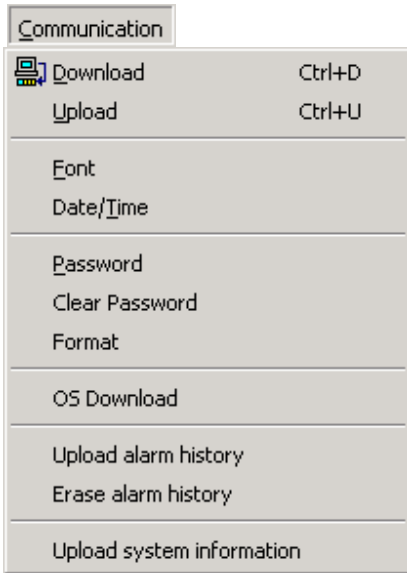 Communication
Download Ctrl+D
Upload Ctrl+U
Font
Date/Time
Password
Clear Password
Format
OS Download
Upload alarm history
Erase alarm history
Upload system information